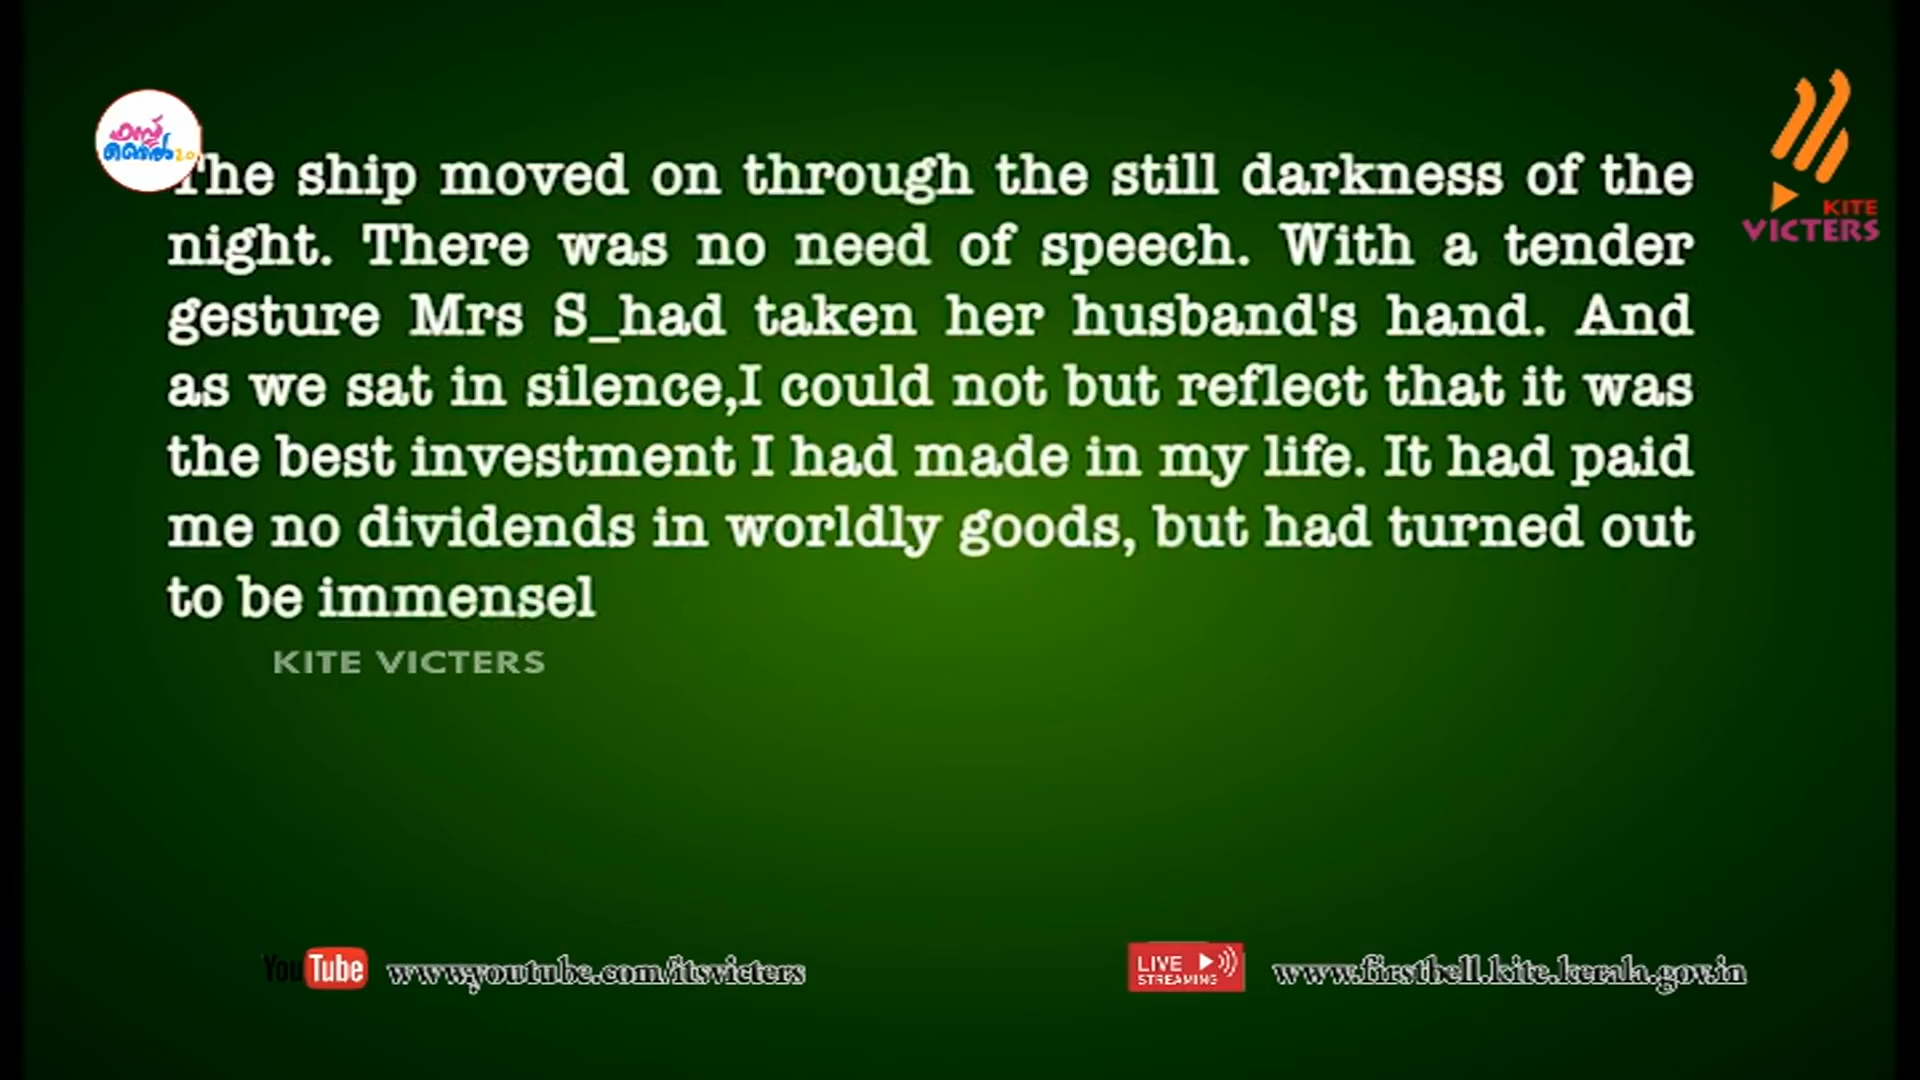 ഫസ്റ്റ്
ബെൽ 2.0
The ship moved on through the still darkness of the
night. There was no need of speech. With a tender
gesture Mrs S_had taken her husband's hand. And
as we sat in silence,I could not but reflect that it was
the best investment I had made in my life. It had paid
me no dividends in worldly goods, but had turned out
to be immensel
KITE VICTERS
KITE
VICTERS
YouTube www.youtube.com/itsvicters
LIVE
STREAMING
www.firstbell.kite.kerala.gov.in